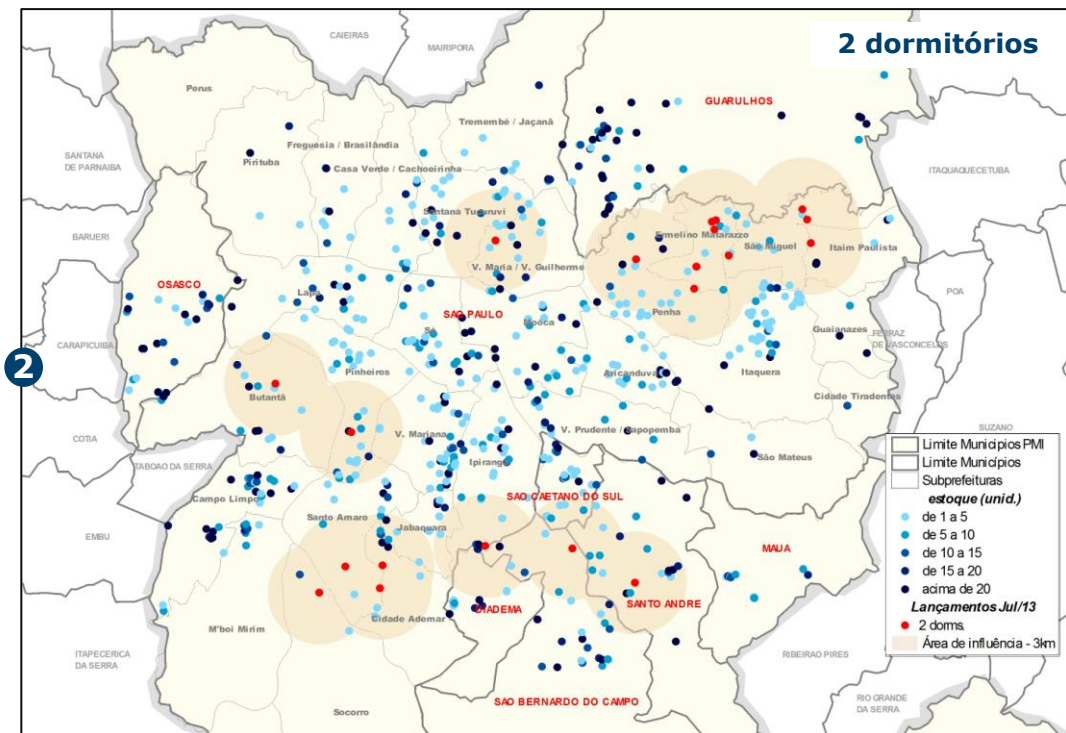 2 dormitórios
CAIEIRAS
MAIRIPORA
Perus
GUARULHOS
Tremembé / Jaçanã
Freguesia / Brasilândia
SANTANA
DE PARNAIBA
Pirituba
Casa Verde / Cachoeirinha
ITAQUAQUECETUBA
Santana Tucuruvi
Ermelino Matarazzo
BARUERI
São Miguel
Itaim Paulista
V. Maria / V. Guilherme
OSASCO
Lapa
POA
SAO PAULO
Penha
Sé
Mooca
Guaianazes
CARAPICUIBA
FERRAZ
DE VASCONCELOS
2
Pinheiros
Aricanduva
Itaquera
Butantã
Cidade Tiradentes
COTIA
V. Mariana
V. Prudente / Sapopemba
SUZANO
TABOAO DA SERRA
Ipiranga
São Mateus
Campo Limpo
SAO CAETANO DO SUL
Santo Amaro
Jabaquara
EMBU
MAUA
DIADEMA
SANTO ANDRE
Cidade Ademar
M'boi Mirim
ITAPECERICA
DA SERRA
RIBEIRAO PIRES
SAO BERNARDO DO CAMPO
Socorro
RIO GRANDE
DA SERRA
Limite Municipios PMI
Limite Municípios
Subprefeituras
estoque (unid.)
de 1 a 5
de 5 a 10
de 10 a 15
de 15 a 20
acima de 20
Lançamentos Jul/13
2 dorms.
Área de influência - 3km